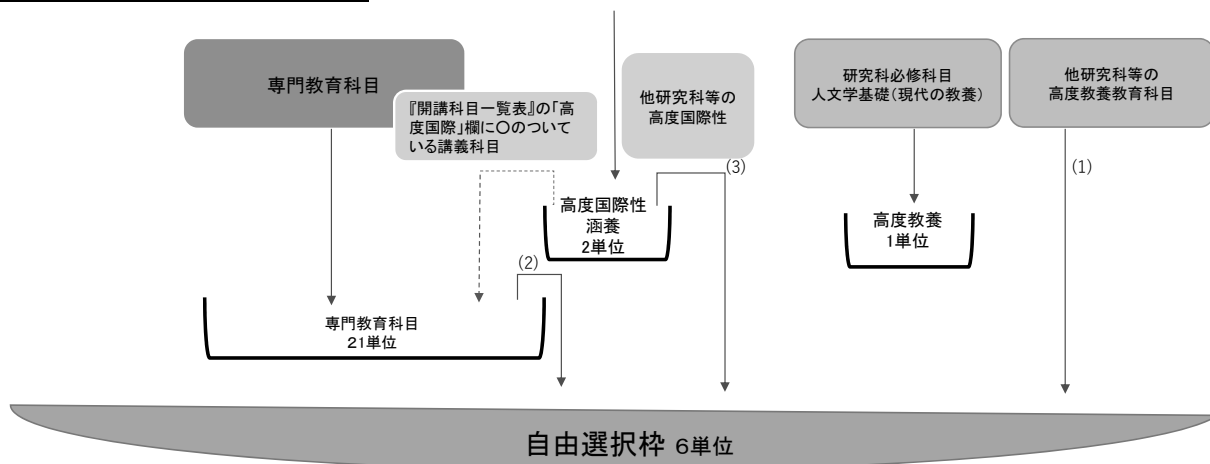 専門教育科目
『開講科目一覧表』の「高
度国際」欄に〇のついて
いる講義科目
他研究科等の
高度国際性
研究科必修科目
人文学基礎(現代の教養)
他研究科等の
高度教養教育科目
(3)
(1)
高度国際性
涵養
2単位
高度教養
1単位
(2)
専門教育科目
21単位
自由選択枠 6単位